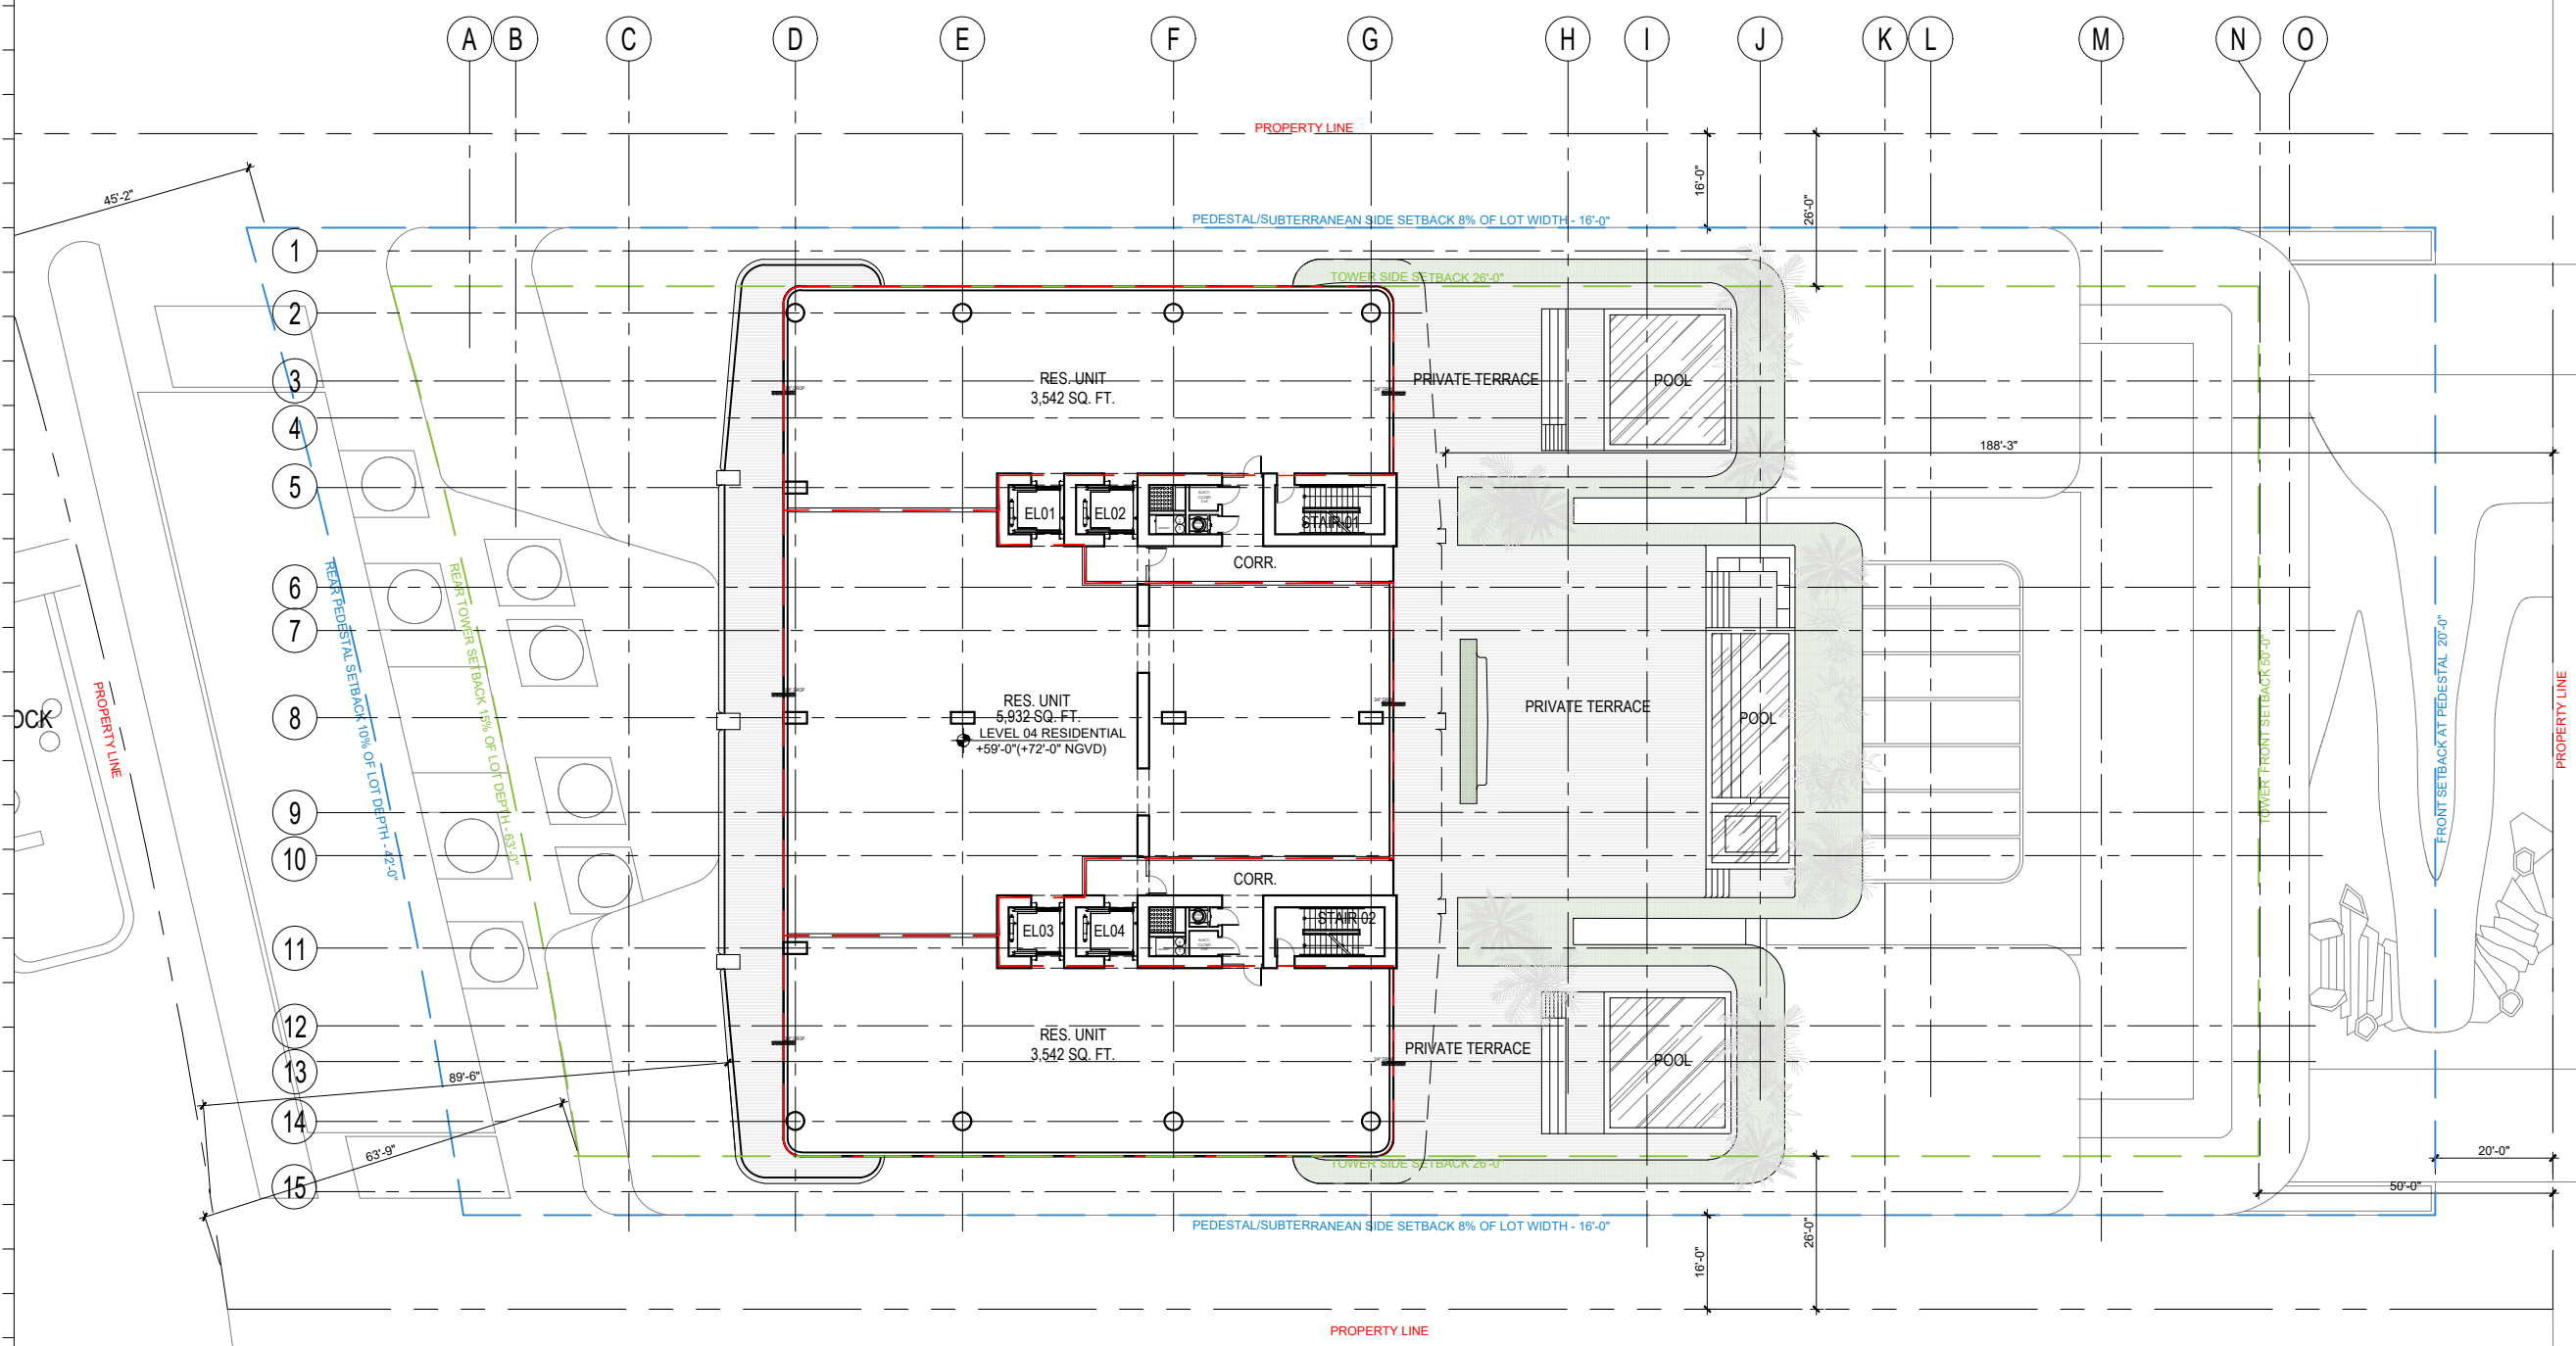 A
B
C
D
E
F
G
H
I
J
K
L
M
N
O
PROPERTY LINE
45'-2"
16'-0"
26'-0"
PEDESTAL/SUBTERRANEAN SIDE SETBACK 8% OF LOT WIDTH - 16'-0"
1
TOWER SIDE SETBACK 26'-0"
2
3
RES. UNIT
3,542 SQ. FT.
PRIVATE TERRACE
POOL
4
188'-3"
5
EL01
EL02
STAIR 01
CORR.
6
REAR PEDESTAL SETBACK 10% OF LOT DEPTH - 42'-0"
REAR TOWER SETBACK 15% OF LOT DEPTH - 63'-0"
7
PROPERTY LINE
8
RES. UNIT
5,932 SQ. FT.
LEVEL 04 RESIDENTIAL
+59'-0"(+72'-0" NGVD)
PRIVATE TERRACE
POOL
TOWER FRONT SETBACK 50'-0"
FRONT SETBACK AT PEDESTAL 20'-0"
PROPERTY LINE
OCK
9
10
CORR.
EL03
EL04
STAIR 02
11
12
RES. UNIT
3,542 SQ. FT.
PRIVATE TERRACE
POOL
13
89'-6"
14
63'-9"
TOWER SIDE SETBACK 26'-0"
20'-0"
15
50'-0"
PEDESTAL/SUBTERRANEAN SIDE SETBACK 8% OF LOT WIDTH - 16'-0"
16'-0"
26'-0"
PROPERTY LINE